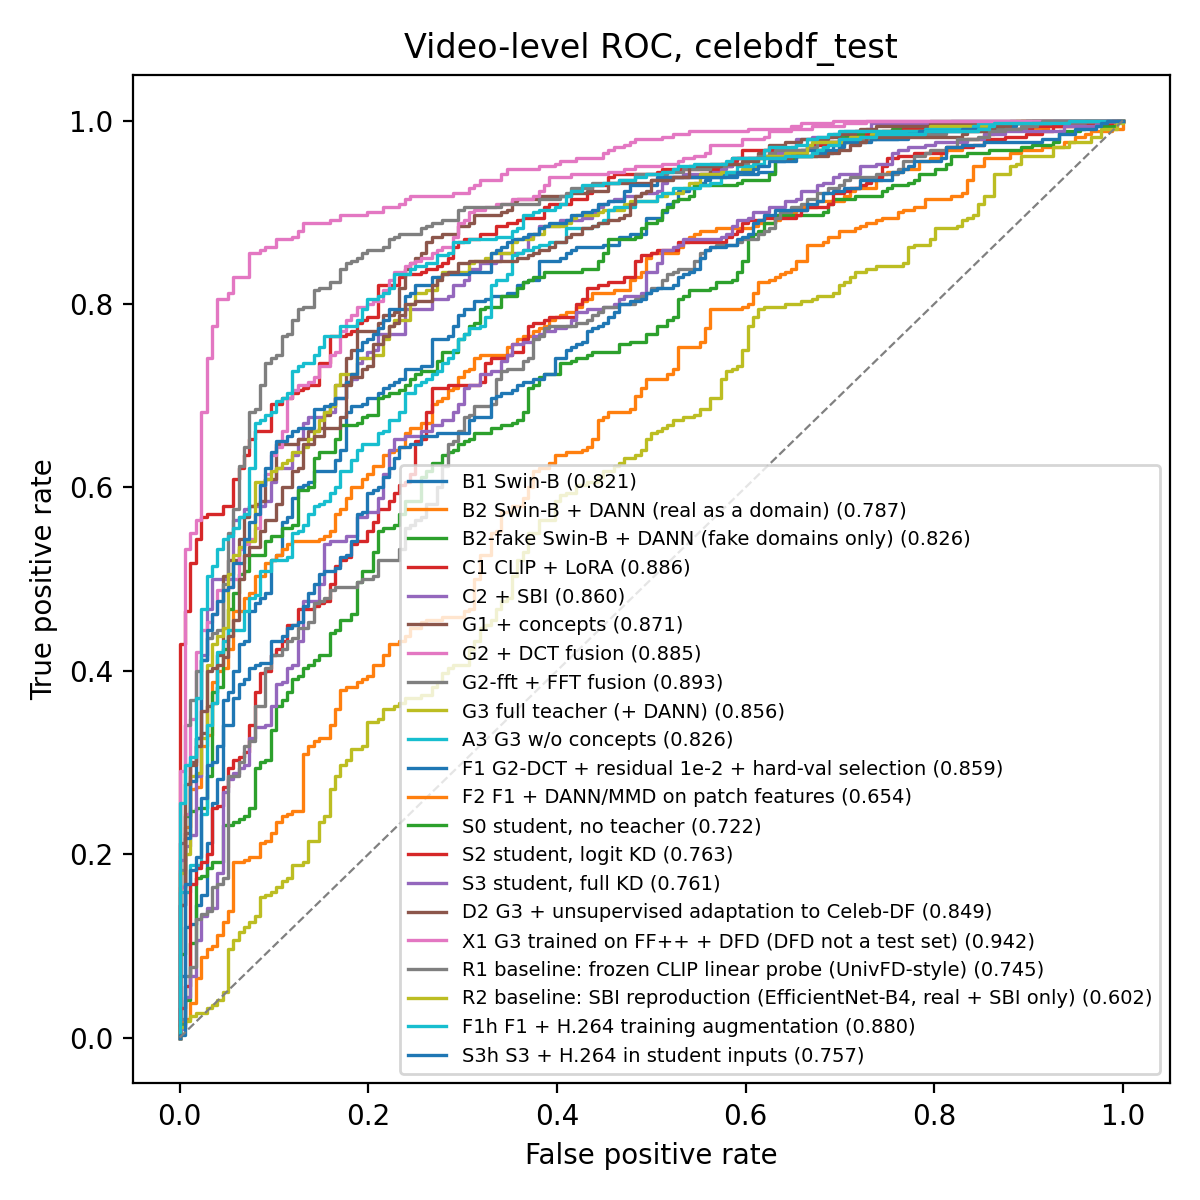 Video-level ROC, celebdf_test
True positive rate
1.0
0.8
0.6
0.4
0.2
0.0
B1 Swin-B (0.821)
B2 Swin-B + DANN (real as a domain) (0.787)
B2-fake Swin-B + DANN (fake domains only) (0.826)
C1 CLIP + LoRA (0.886)
C2 + SBI (0.860)
G1 + concepts (0.871)
G2 + DCT fusion (0.885)
G2-fft + FFT fusion (0.893)
G3 full teacher (+ DANN) (0.856)
A3 G3 w/o concepts (0.826)
F1 G2-DCT + residual 1e-2 + hard-val selection (0.859)
F2 F1 + DANN/MMD on patch features (0.654)
S0 student, no teacher (0.722)
S2 student, logit KD (0.763)
S3 student, full KD (0.761)
D2 G3 + unsupervised adaptation to Celeb-DF (0.849)
X1 G3 trained on FF++ + DFD (DFD not a test set) (0.942)
R1 baseline: frozen CLIP linear probe (UnivFD-style) (0.745)
R2 baseline: SBI reproduction (EfficientNet-B4, real + SBI only) (0.602)
F1h F1 + H.264 training augmentation (0.880)
S3h S3 + H.264 in student inputs (0.757)
0.0 0.2 0.4 0.6 0.8 1.0
False positive rate